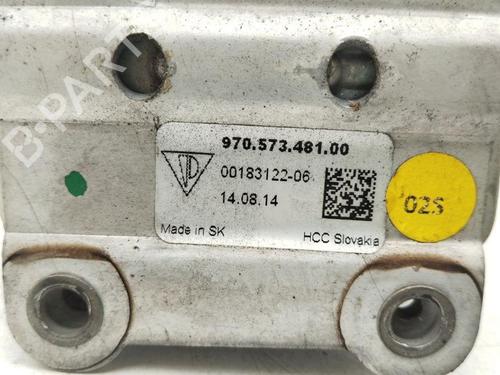 B-PARTS
970.573.481.00
00183122-06
14.08.14
Made in SK
HCC Slovakia
02S